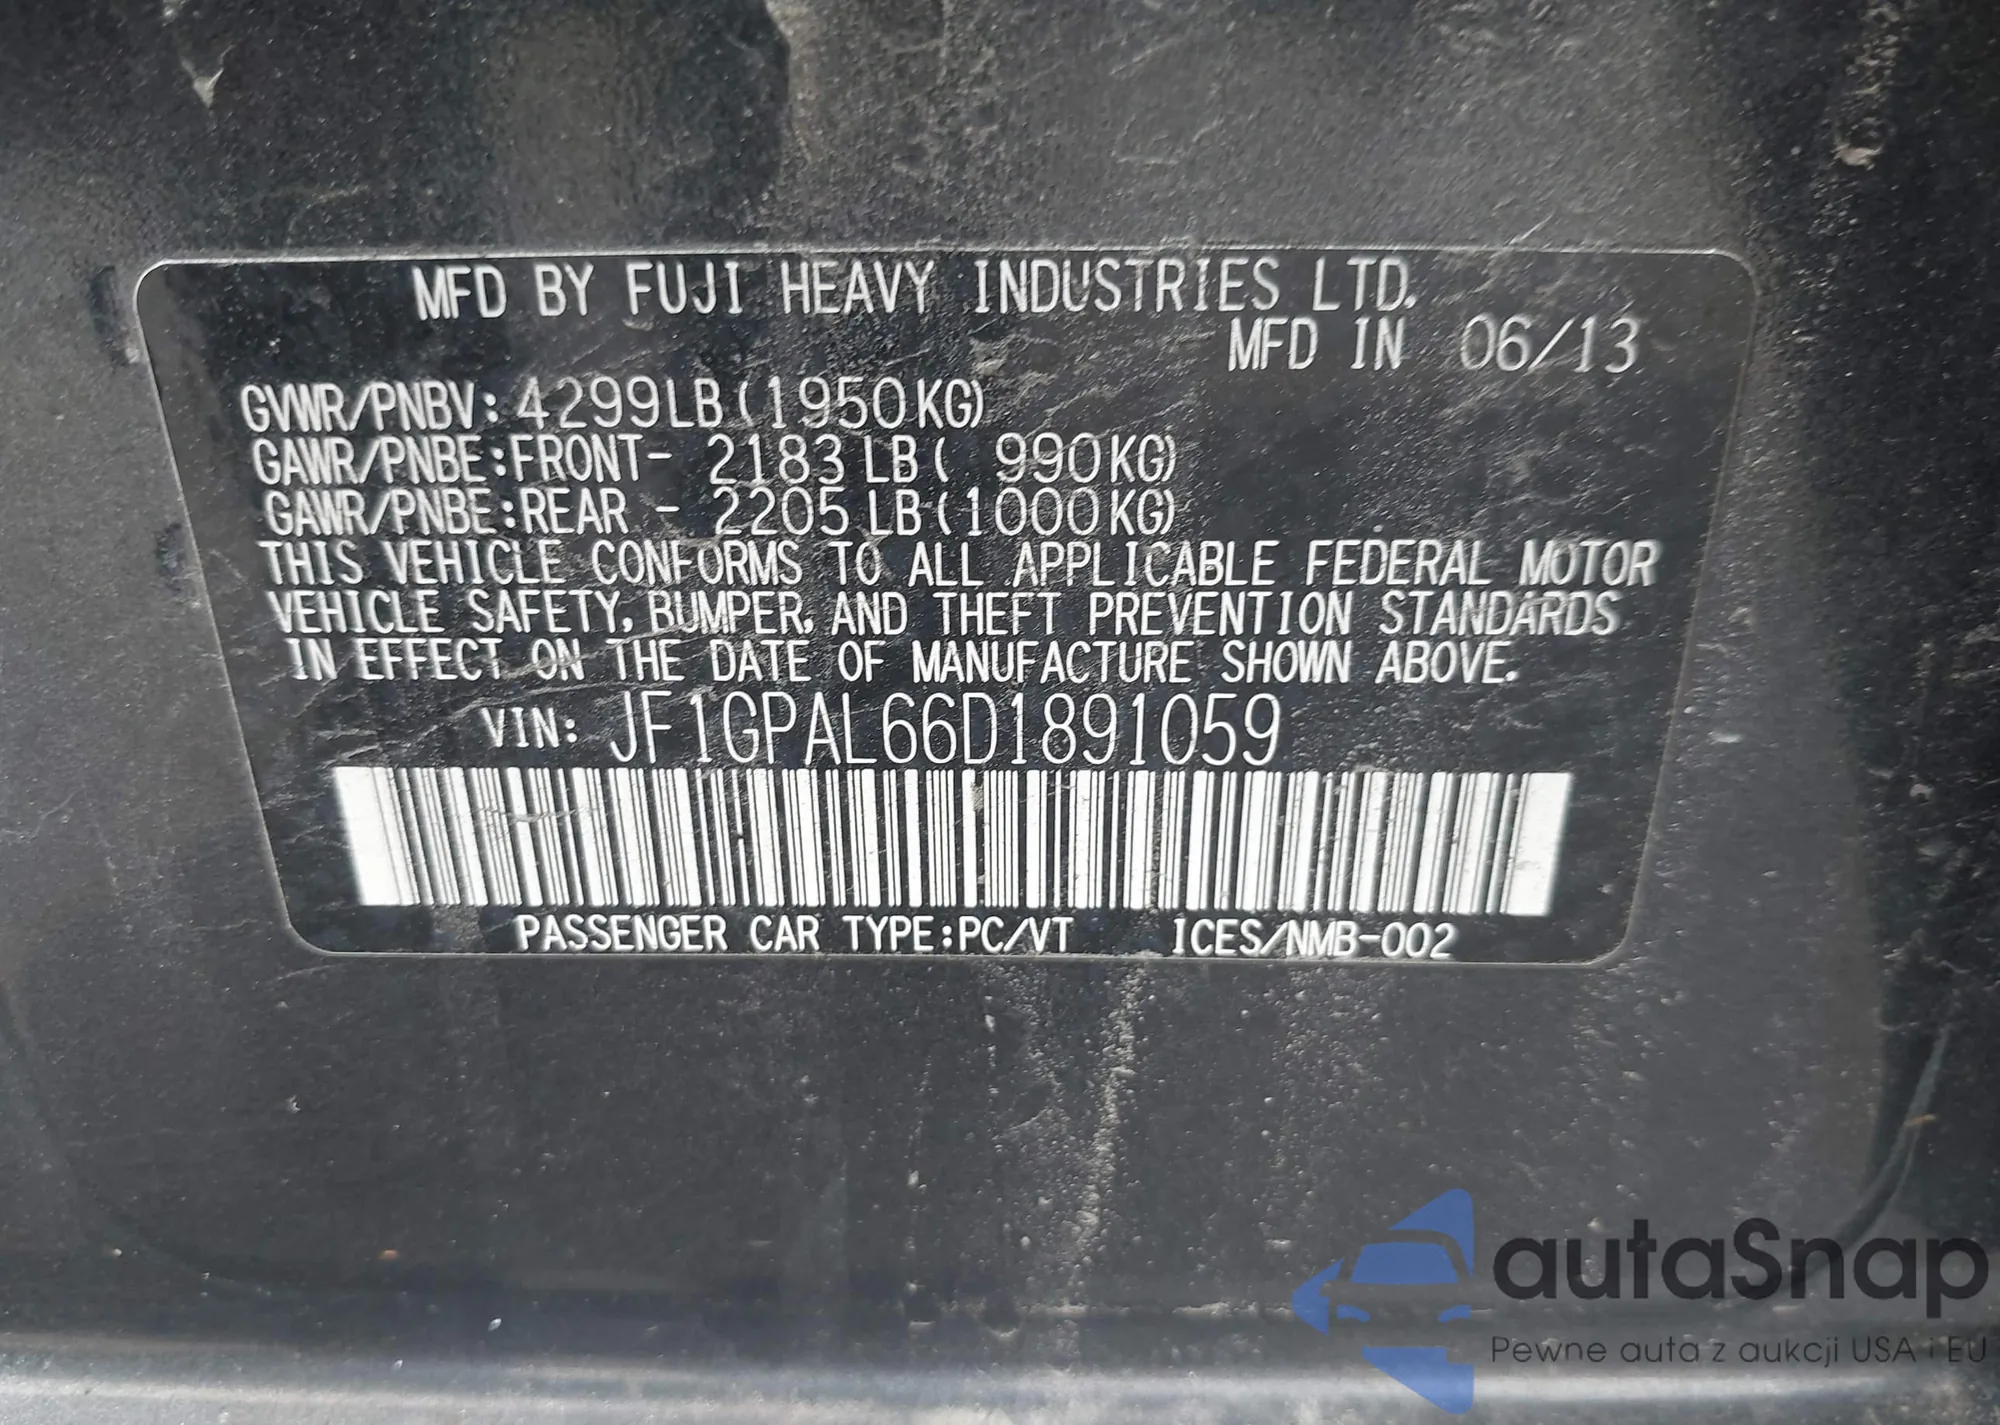 MFD BY FUJI HEAVY INDUSTRIES LTD.
MFD IN 06/13
GVWR/PNBV: 4299LB (1950KG)
GAWR/PNBE:FRONT- 2183 LB ( 990KG)
GAWR/PNBE:REAR - 2205 LB (1000KG)
THIS VEHICLE CONFORMS TO ALL APPLICABLE FEDERAL MOTOR
VEHICLE SAFETY, BUMPER, AND THEFT PREVENTION STANDARDS
IN EFFECT ON THE DATE OF MANUFACTURE SHOWN ABOVE.
VIN: JF1GPAL66D1891059
PASSENGER CAR TYPE:PC/VT ICES/NMB-002
autaSnap
Pewne auta z aukcji USA i EU